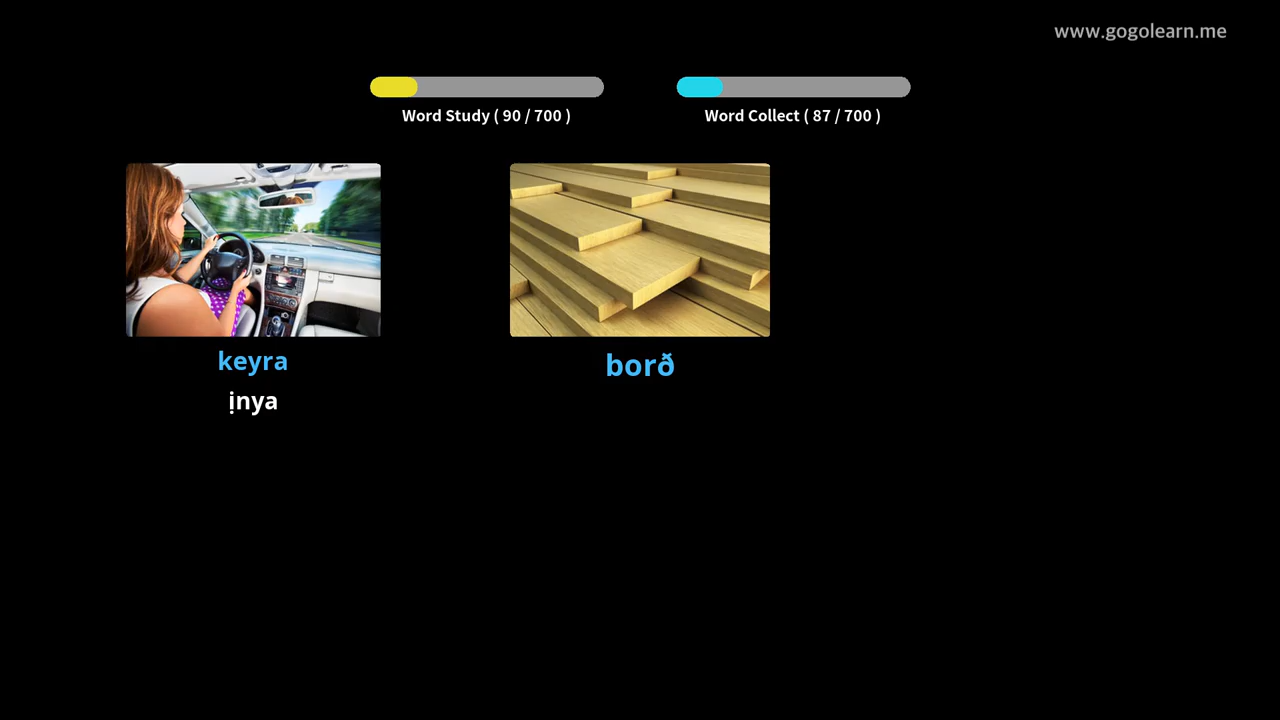 www.gogolearn.me
Word Study ( 90 / 700 )
Word Collect ( 87 / 700 )
keyra
ịnya
borð